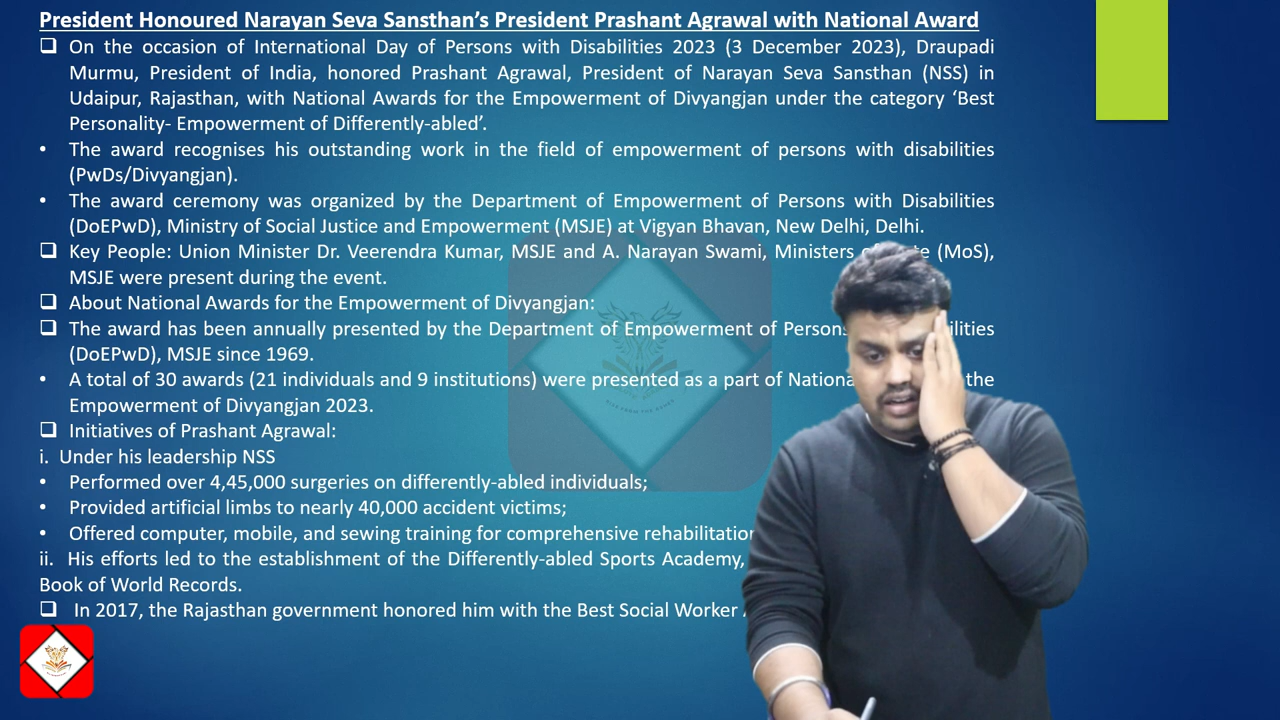 President Honoured Narayan Seva Sansthan's President Prashant Agrawal with National Award
❑ On the occasion of International Day of Persons with Disabilities 2023 (3 December 2023), Draupadi
Murmu, President of India, honored Prashant Agrawal, President of Narayan Seva Sansthan (NSS) in
Udaipur, Rajasthan, with National Awards for the Empowerment of Divyangjan under the category ‘Best
Personality- Empowerment of Differently-abled’.
• The award recognises his outstanding work in the field of empowerment of persons with disabilities
(PwDs/Divyangjan).
• The award ceremony was organized by the Department of Empowerment of Persons with Disabilities
(DoEPwD), Ministry of Social Justice and Empowerment (MSJE) at Vigyan Bhavan, New Delhi, Delhi.
❑ Key People: Union Minister Dr. Veerendra Kumar, MSJE and A. Narayan Swami, Ministers (MoS),
MSJE were present during the event.
❑ About National Awards for the Empowerment of Divyangjan:
❑ The award has been annually presented by the Department of Empowerment of Persons
(DoEPwD), MSJE since 1969.
• A total of 30 awards (21 individuals and 9 institutions) were presented as a part of the
Empowerment of Divyangjan 2023.
❑ Initiatives of Prashant Agrawal:
i. Under his leadership NSS
• Performed over 4,45,000 surgeries on differently-abled individuals;
• Provided artificial limbs to nearly 40,000 accident victims;
• Offered computer, mobile, and sewing training for comprehensive rehabilitation
ii. His efforts led to the establishment of the Differently-abled Sports Academy,
Book of World Records.
❑ In 2017, the Rajasthan government honored him with the Best Social Worker